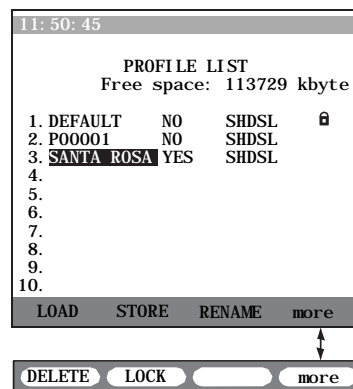 11:50:45
PROFILE LIST
Free space: 113729 kbyte
1. DEFAULT NO SHDSL
2. P00001 NO SHDSL
3. SANTA ROSA YES SHDSL
4.
5.
6.
7.
8.
9.
10.
LOAD STORE RENAME more
DELETE LOCK more